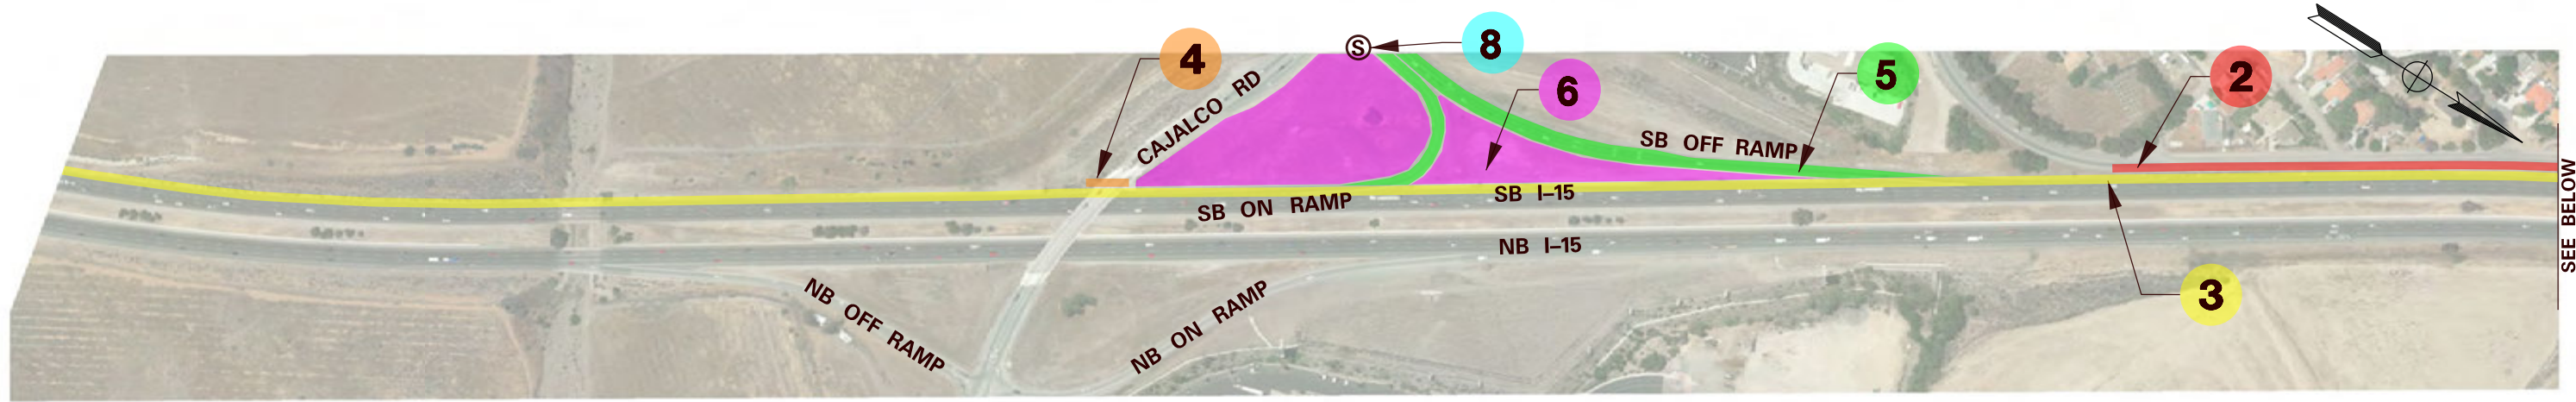 S
8
4
5
6
2
CAJALCO RD
SB OFF RAMP
SEE BELOW
SB I-15
SB ON RAMP
NB I-15
3
NB OFF RAMP
NB ON RAMP